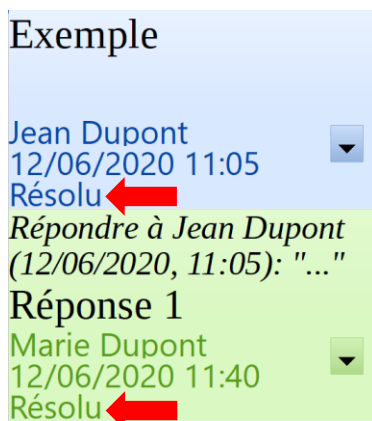 Exemple
Jean Dupont
12/06/2020 11:05
Résolu
Répondre à Jean Dupont
(12/06/2020, 11:05): "..."
Réponse 1
Marie Dupont
12/06/2020 11:40
Résolu